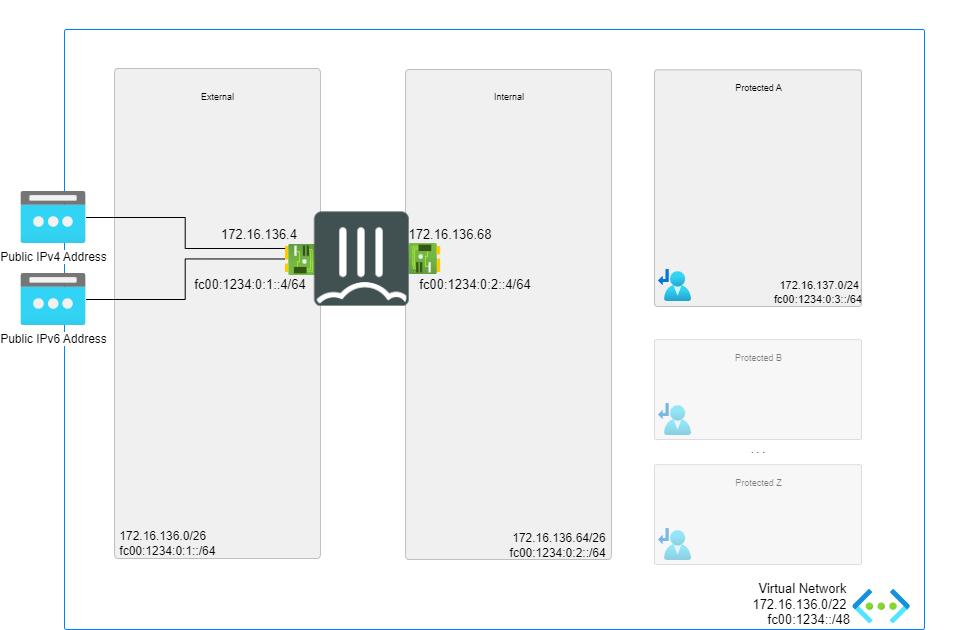 External
Internal
Protected A
Public IPv4 Address
Public IPv6 Address
172.16.136.4
fc00:1234:0:1::4/64
172.16.136.68
fc00:1234:0:2::4/64
172.16.137.0/24
fc00:1234:0:3::/64
Protected B
...
Protected Z
172.16.136.0/26
fc00:1234:0:1::/64
172.16.136.64/26
fc00:1234:0:2::/64
Virtual Network
172.16.136.0/22
fc00:1234::/48